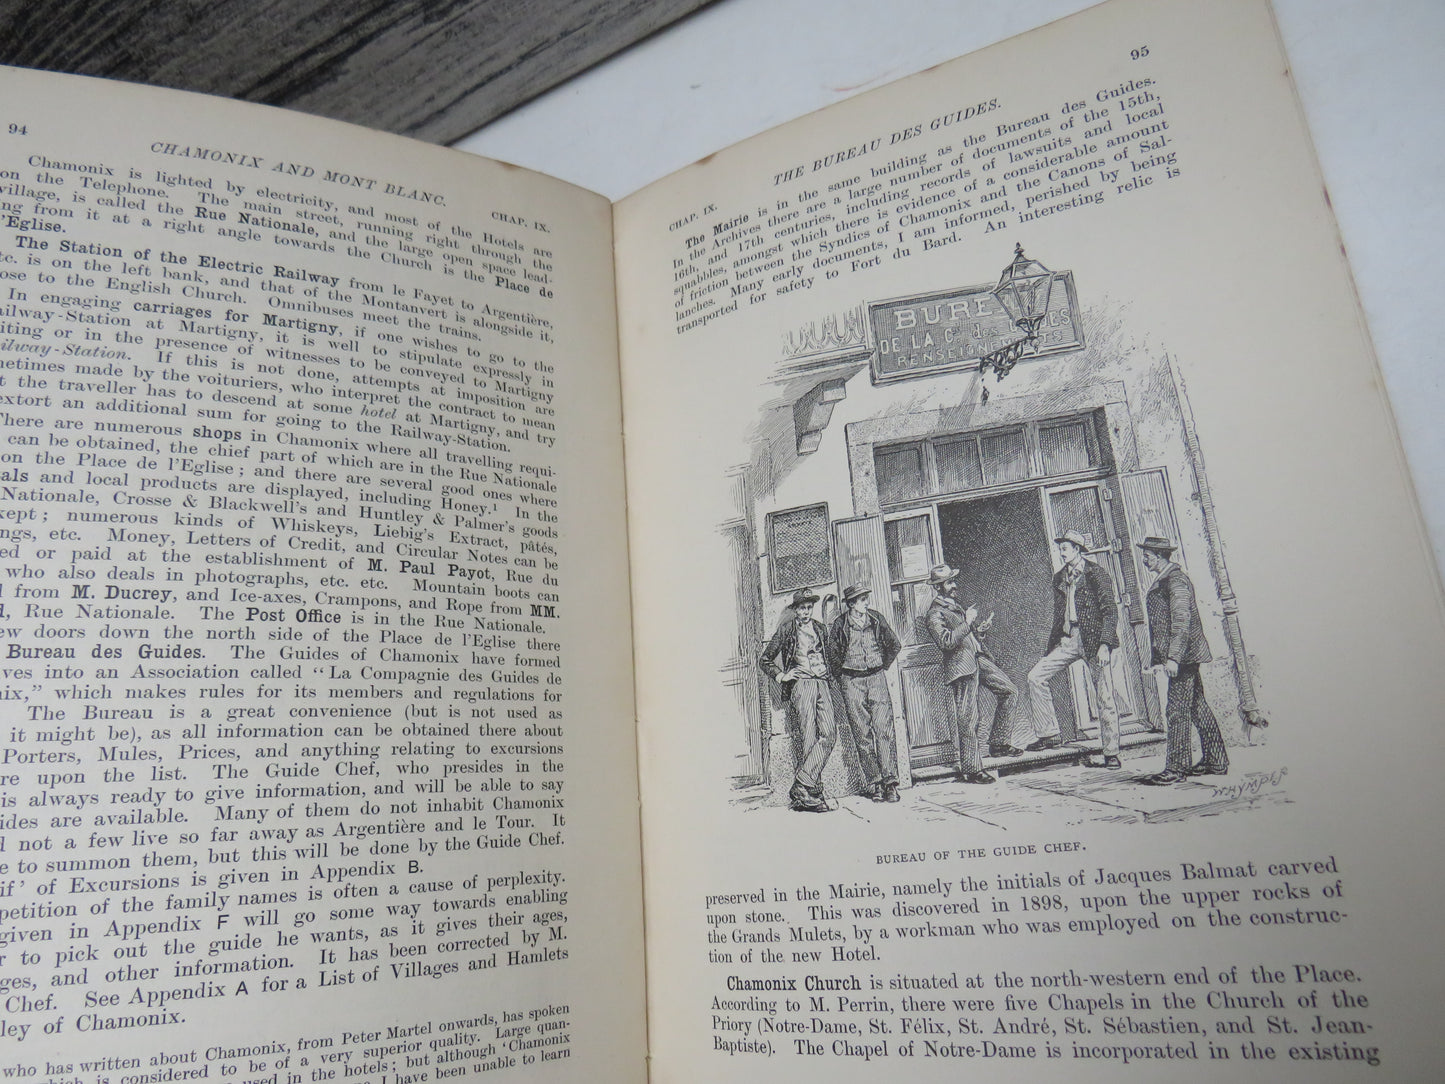 94
CHAMONIX AND MONT BLANC.
CHAP. IX.
Chamonix is lighted by electricity, and most of the Hotels are
on the Telephone. The main street, running right through the
village, is called the Rue Nationale, and the large open space lead-
ing from it at a right angle towards the Church is the Place de
l'Eglise.
The Station of the Electric Railway from le Fayet to Argentière,
etc. is on the left bank, and that of the Montanvert is alongside it,
close to the English Church. Omnibuses meet the trains.
In engaging carriages for Martigny, if one wishes to go to the
Railway-Station at Martigny, it is well to stipulate expressly in
writing or in the presence of witnesses to be conveyed to Martigny
Railway-Station. If this is not done, attempts at imposition are
sometimes made by the voituriers, who interpret the contract to mean
the traveller has to descend at some hotel at Martigny, and try
extort an additional sum for going to the Railway-Station.
There are numerous shops in Chamonix where all travelling requi-
can be obtained, the chief part of which are in the Rue Nationale
on the Place de l'Eglise; and there are several good ones where
and local products are displayed, including Honey.¹ In the
Nationale, Crosse & Blackwell's and Huntley & Palmer's goods
kept; numerous kinds of Whiskeys, Liebig's Extract, pâtés,
etc. Money, Letters of Credit, and Circular Notes can be
or paid at the establishment of M. Paul Payot, Rue du
who also deals in photographs, etc. etc. Mountain boots can
from M. Ducrey, and Ice-axes, Crampons, and Rope from MM.
Rue Nationale. The Post Office is in the Rue Nationale.
few doors down the north side of the Place de l'Eglise there
Bureau des Guides. The Guides of Chamonix have formed
into an Association called "La Compagnie des Guides de
which makes rules for its members and regulations for
The Bureau is a great convenience (but is not used as
it might be), as all information can be obtained there about
Porters, Mules, Prices, and anything relating to excursions
upon the list. The Guide Chef, who presides in the
is always ready to give information, and will be able to say
are available. Many of them do not inhabit Chamonix
not a few live so far away as Argentière and le Tour. It
to summon them, but this will be done by the Guide Chef.
of Excursions is given in Appendix B.
of the family names is often a cause of perplexity.
given in Appendix F will go some way towards enabling
to pick out the guide he wants, as it gives their ages,
and other information. It has been corrected by M.
Chef. See Appendix A for a List of Villages and Hamlets
of Chamonix.
who has written about Chamonix, from Peter Martel onwards, has spoken
which is considered to be of a very superior quality. Large quan-
used in the hotels; but although 'Chamonix
I have been unable to learn
95
THE BUREAU DES GUIDES.
CHAP. IX.
The Mairie is in the same building as the Bureau des Guides.
In the Archives there are a large number of documents of the 15th,
16th, and 17th centuries, including records of lawsuits and local
squabbles, amongst which there is evidence of a considerable amount
of friction between the Syndics of Chamonix and the Canons of Sal-
lanches. Many early documents, I am informed, perished by being
transported for safety to Fort du Bard. An interesting relic is
BURE
DE LA Cie des
RENSEIGNEM
WHYMPER
BUREAU OF THE GUIDE CHEF.
preserved in the Mairie, namely the initials of Jacques Balmat carved
upon stone. This was discovered in 1898, upon the upper rocks of
the Grands Mulets, by a workman who was employed on the construc-
tion of the new Hotel.
Chamonix Church is situated at the north-western end of the Place.
According to M. Perrin, there were five Chapels in the Church of the
Priory (Notre-Dame, St. Félix, St. André, St. Sébastien, and St. Jean-
Baptiste). The Chapel of Notre-Dame is incorporated in the existing